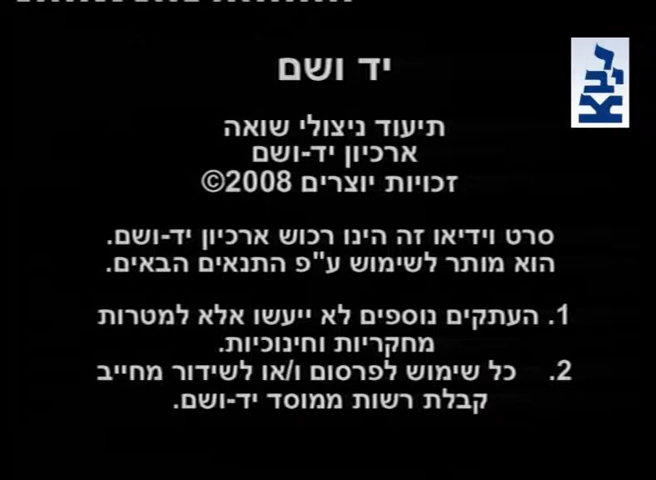 יד ושם
תיעוד ניצולי שואה
ארכיון יד-ושם
זכויות יוצרים 2008©
סרט וידיאו זה הינו רכוש ארכיון יד-ושם.
הוא מותר לשימוש ע"פ התנאים הבאים.
1. העתקים נוספים לא ייעשו אלא למטרות
מחקריות וחינוכיות.
2. כל שימוש לפרסום ו/או לשידור מחייב
קבלת רשות ממוסד יד-ושם.